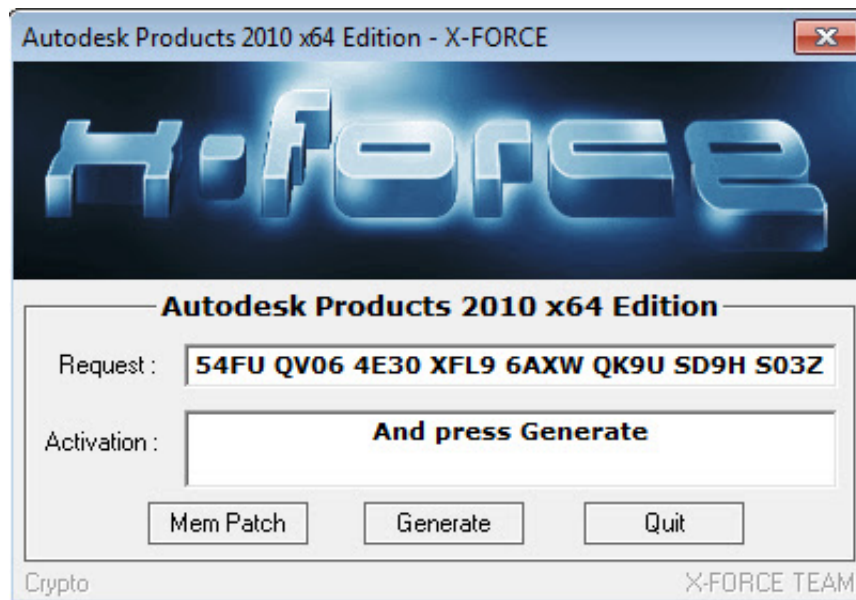 Autodesk Products 2010 x64 Edition - X-FORCE
x-force
Autodesk Products 2010 x64 Edition
Request : 54FU QV06 4E30 XFL9 6AXW QK9U SD9H S03Z
Activation : And press Generate
Mem Patch Generate Quit
Crypto X-FORCE TEAM